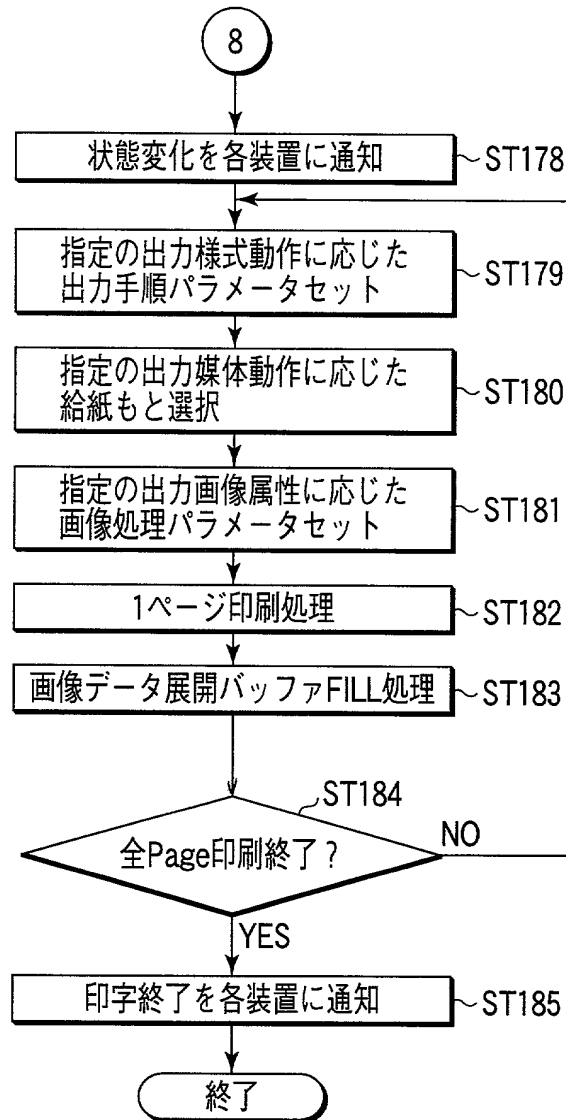 8
状態変化を各装置に通知
ST178
指定の出力様式動作に応じた
出力手順パラメータセット
ST179
指定の出力媒体動作に応じた
給紙もと選択
ST180
指定の出力画像属性に応じた
画像処理パラメータセット
ST181
1ページ印刷処理
ST182
画像データ展開バッファFILL処理
ST183
ST184
全Page印刷終了?
NO
YES
印字終了を各装置に通知
ST185
終了